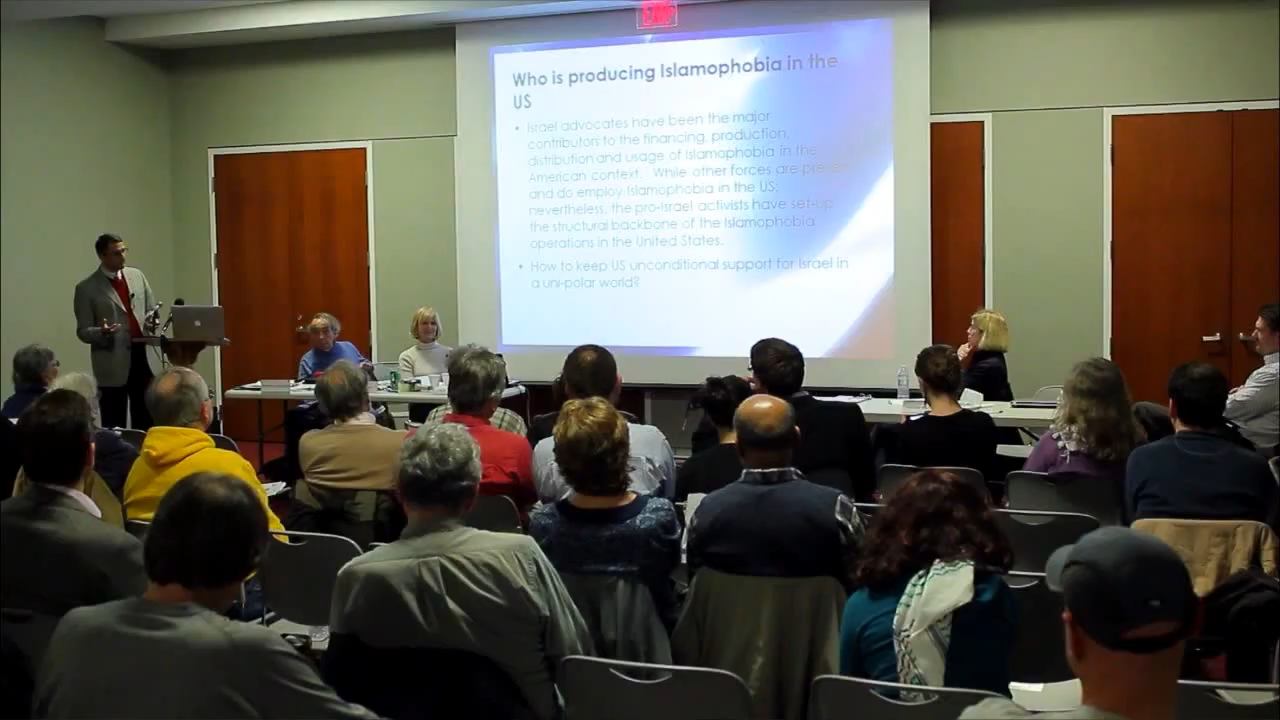 EXIT
Who is producing Islamophobia in the
US
• Israel advocates have been the major
contributors to the financing, production,
distribution and usage of Islamophobia in the
American context. While other forces are
and do employ Islamophobia in the US;
nevertheless, the pro-Israel activists have set-up
the structural backbone of the Islamophobia
operations in the United States.
• How to keep US unconditional support for Israel in
a uni-polar world?